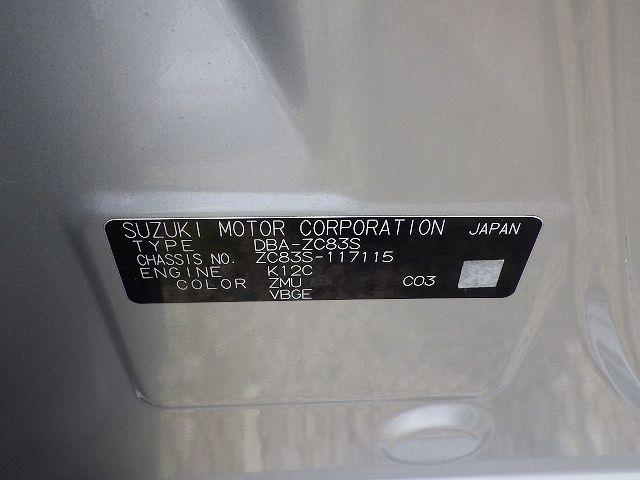 SUZUKI MOTOR CORPORATION JAPAN
TYPE DBA-ZC83S
CHASSIS NO. ZC83S-117115
ENGINE K12C
COLOR ZMU C03
VBGE